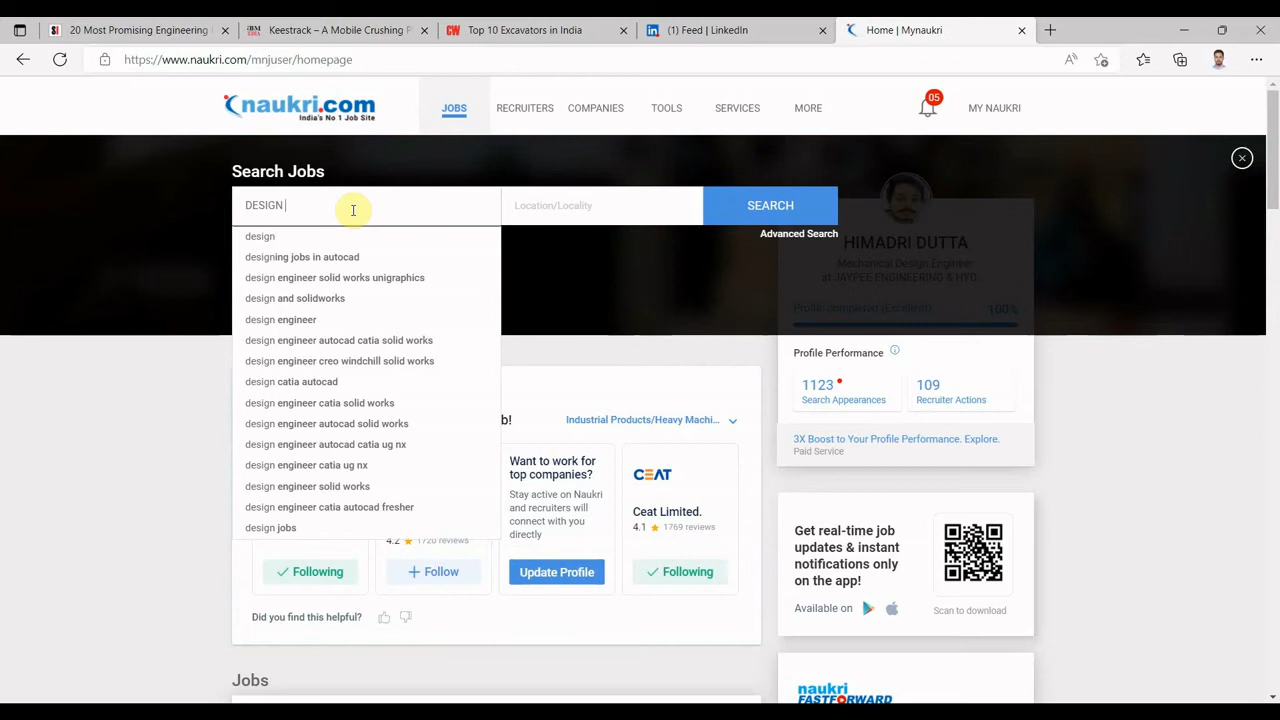 20 Most Promising Engineering
Keestrack – A Mobile Crushing P
CW Top 10 Excavators in India
(1) Feed | LinkedIn
Home | Mynaukri
https://www.naukri.com/mnjuser/homepage
naukri.com
India's No 1 Job Site
JOBS
RECRUITERS
COMPANIES
TOOLS
SERVICES
MORE
05
MY NAUKRI
Search Jobs
DESIGN
Location/Locality
SEARCH
Advanced Search
design
designing jobs in autocad
design engineer solid works unigraphics
design and solidworks
design engineer
design engineer autocad catia solid works
design engineer creo windchill solid works
design catia autocad
design engineer catia solid works
design engineer autocad solid works
design engineer autocad catia ug nx
design engineer catia ug nx
design engineer solid works
design engineer catia autocad fresher
design jobs
HIMADRI DUTTA
Mechanical Design Engineer
at JAYPEE ENGINEERING & HYD...
Profile completed (Excellent) 100%
Profile Performance
1123
Search Appearances
109
Recruiter Actions
3X Boost to Your Profile Performance. Explore.
Paid Service
b!
Industrial Products/Heavy Machi...
4.2 1720 reviews
Following
Follow
Want to work for
top companies?
Stay active on Naukri
and recruiters will
connect with you
directly
Update Profile
CEAT
Ceat Limited.
4.1 1769 reviews
Following
Did you find this helpful?
Get real-time job
updates & instant
notifications only
on the app!
Available on
Scan to download
Jobs
naukri
FASTFORWARD